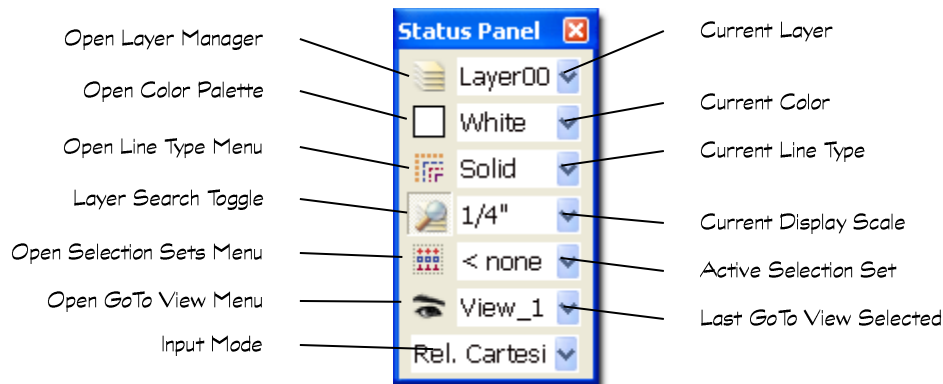 Status Panel
Open Layer Manager
Layer00
Current Layer
Open Color Palette
White
Current Color
Open Line Type Menu
Solid
Current Line Type
Layer Search Toggle
1/4"
Current Display Scale
Open Selection Sets Menu
< none
Active Selection Set
Open GoTo View Menu
View_1
Last GoTo View Selected
Input Mode
Rel. Cartesi